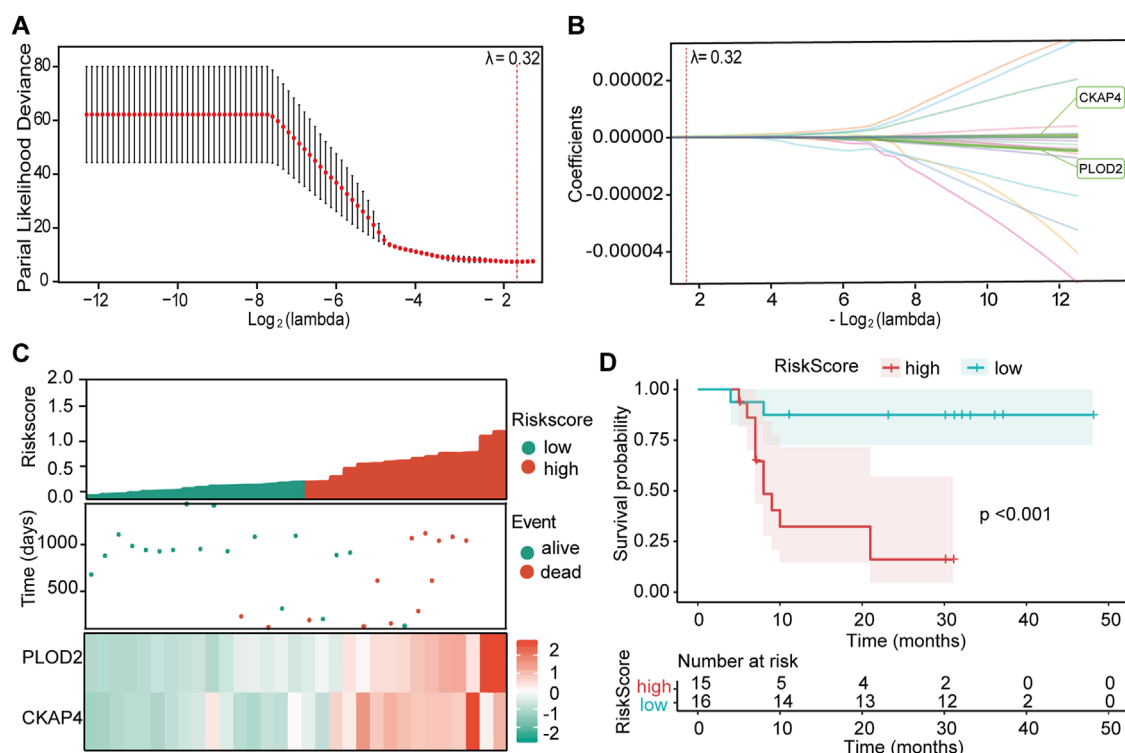 A
Parial Likelihood Deviance
80
60
40
20
0
λ= 0.32
−12
−10
−8
−6
−4
− 2
Log2 (lambda)
B
Coefficients
0.00002
0.00000
-0.00002
-0.00004
λ= 0.32
CKAP4
PLOD2
2
4
6
8
10
12
- Log2 (lambda)
C
Riskscore
2.0
1.5
1.0
0.5
0.0
Riskscore
low
high
Time (days)
1000
500
Event
alive
dead
PLOD2
CKAP4
2
1
0
-1
-2
D
RiskScore high low
Survival probability
1.00
0.75
0.50
0.25
0.00
p <0.001
0 10 20 30 40 50
Time (months)
Number at risk
RiskScore
high 15 5 4 2 0 0
low 16 14 13 12 2 0
0 10 20 30 40 50
Time (months)